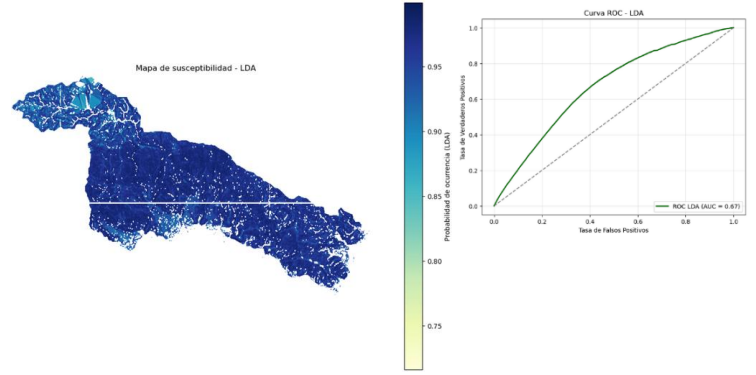 Mapa de susceptibilidad - LDA
0.95
0.90
0.85
0.80
0.75
Probabilidad de ocurrencia (LDA)
Curva ROC - LDA
1.0
0.8
0.6
0.4
0.2
0.0
Tasa de Verdaderos Positivos
0.0 0.2 0.4 0.6 0.8 1.0
Tasa de Falsos Positivos
ROC LDA (AUC = 0.67)